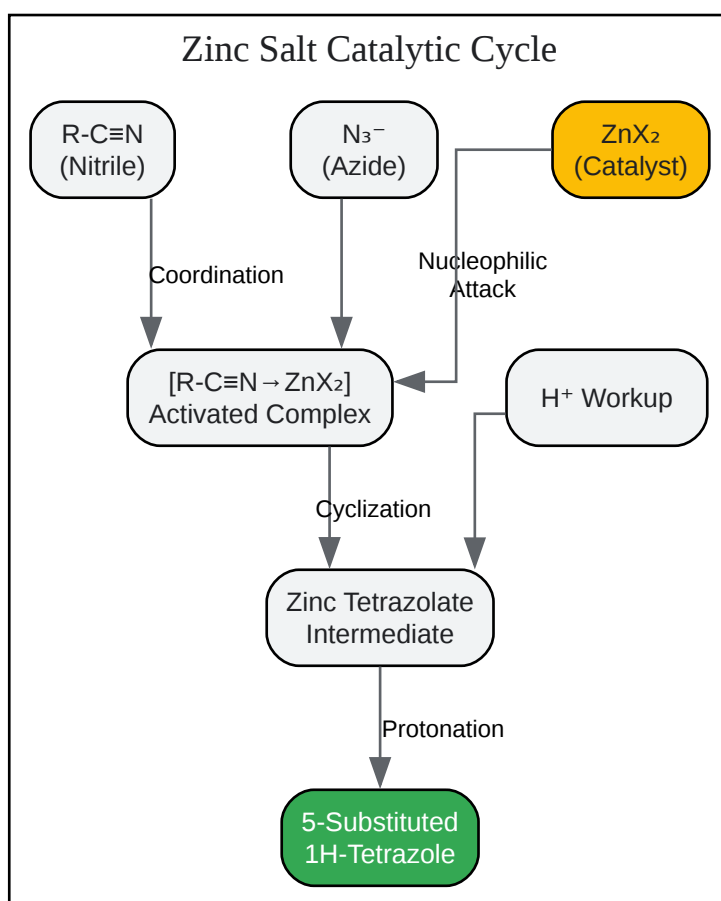 Zinc Salt Catalytic Cycle
R-C≡N
(Nitrile)
N₃⁻
(Azide)
ZnX₂
(Catalyst)
Coordination
Nucleophilic
Attack
[R-C≡N→ZnX₂]
Activated Complex
H⁺ Workup
Cyclization
Zinc Tetrazolate
Intermediate
Protonation
5-Substituted
1H-Tetrazole